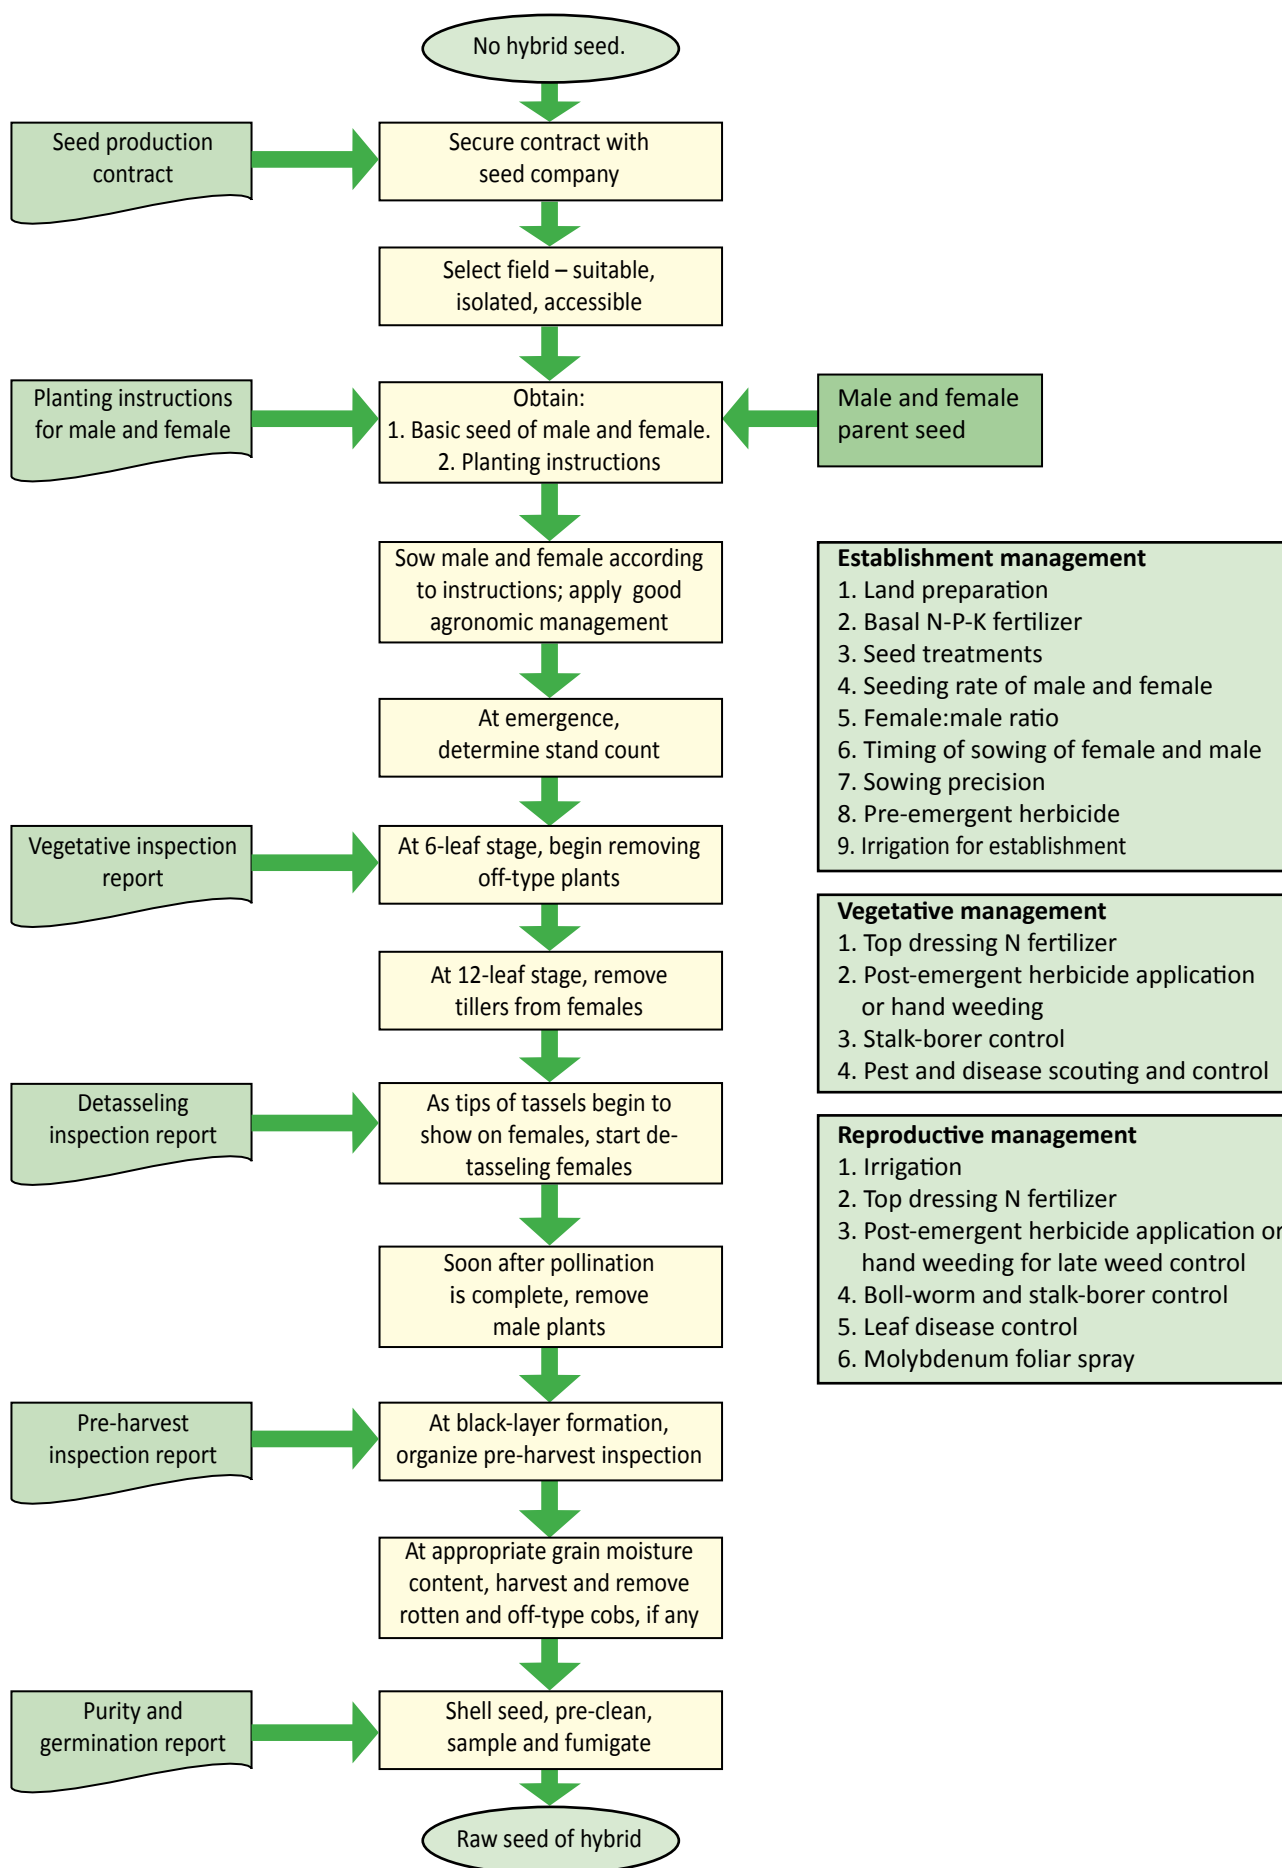 No hybrid seed.
Seed production
contract
Secure contract with
seed company
Select field – suitable,
isolated, accessible
Planting instructions
for male and female
Obtain:
1. Basic seed of male and female.
2. Planting instructions
Male and female
parent seed
Sow male and female according
to instructions; apply  good
agronomic management
At emergence,
determine stand count
Vegetative inspection
report
At 6-leaf stage, begin removing
off-type plants
At 12-leaf stage, remove
tillers from females
Detasseling
inspection report
As tips of tassels begin to
show on females, start de-
tasseling females
Soon after pollination
is complete, remove
male plants
Pre-harvest
inspection report
At black-layer formation,
organize pre-harvest inspection
At appropriate grain moisture
content, harvest and remove
rotten and off-type cobs, if any
Purity and
germination report
Shell seed, pre-clean,
sample and fumigate
Raw seed of hybrid
Establishment management
1. Land preparation
2. Basal N-P-K fertilizer
3. Seed treatments
4. Seeding rate of male and female
5. Female:male ratio
6. Timing of sowing of female and male
7. Sowing precision
8. Pre-emergent herbicide
9. Irrigation for establishment
Vegetative management
1. Top dressing N fertilizer
2. Post-emergent herbicide application
or hand weeding
3. Stalk-borer control
4. Pest and disease scouting and control
Reproductive management
1. Irrigation
2. Top dressing N fertilizer
3. Post-emergent herbicide application or
hand weeding for late weed control
4. Boll-worm and stalk-borer control
5. Leaf disease control
6. Molybdenum foliar spray